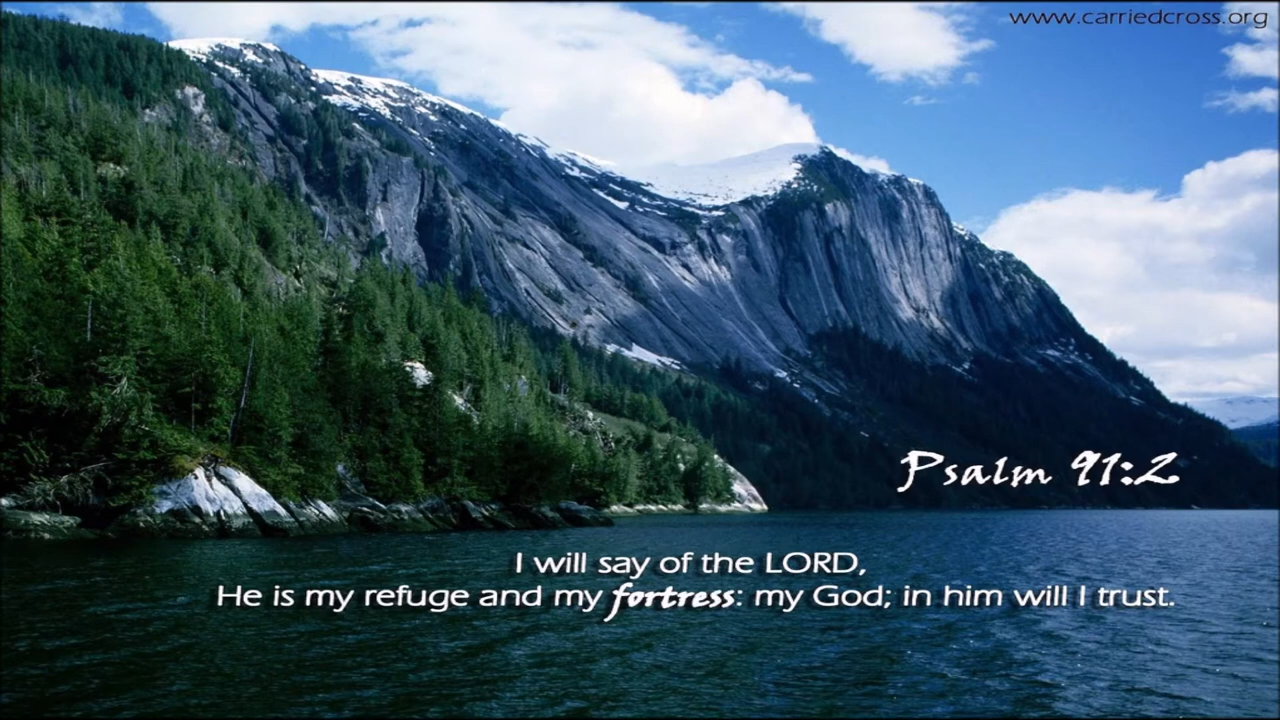 www.carriedcross.org
Psalm 91:2
I will say of the LORD,
He is my refuge and my fortress: my God; in him will I trust.